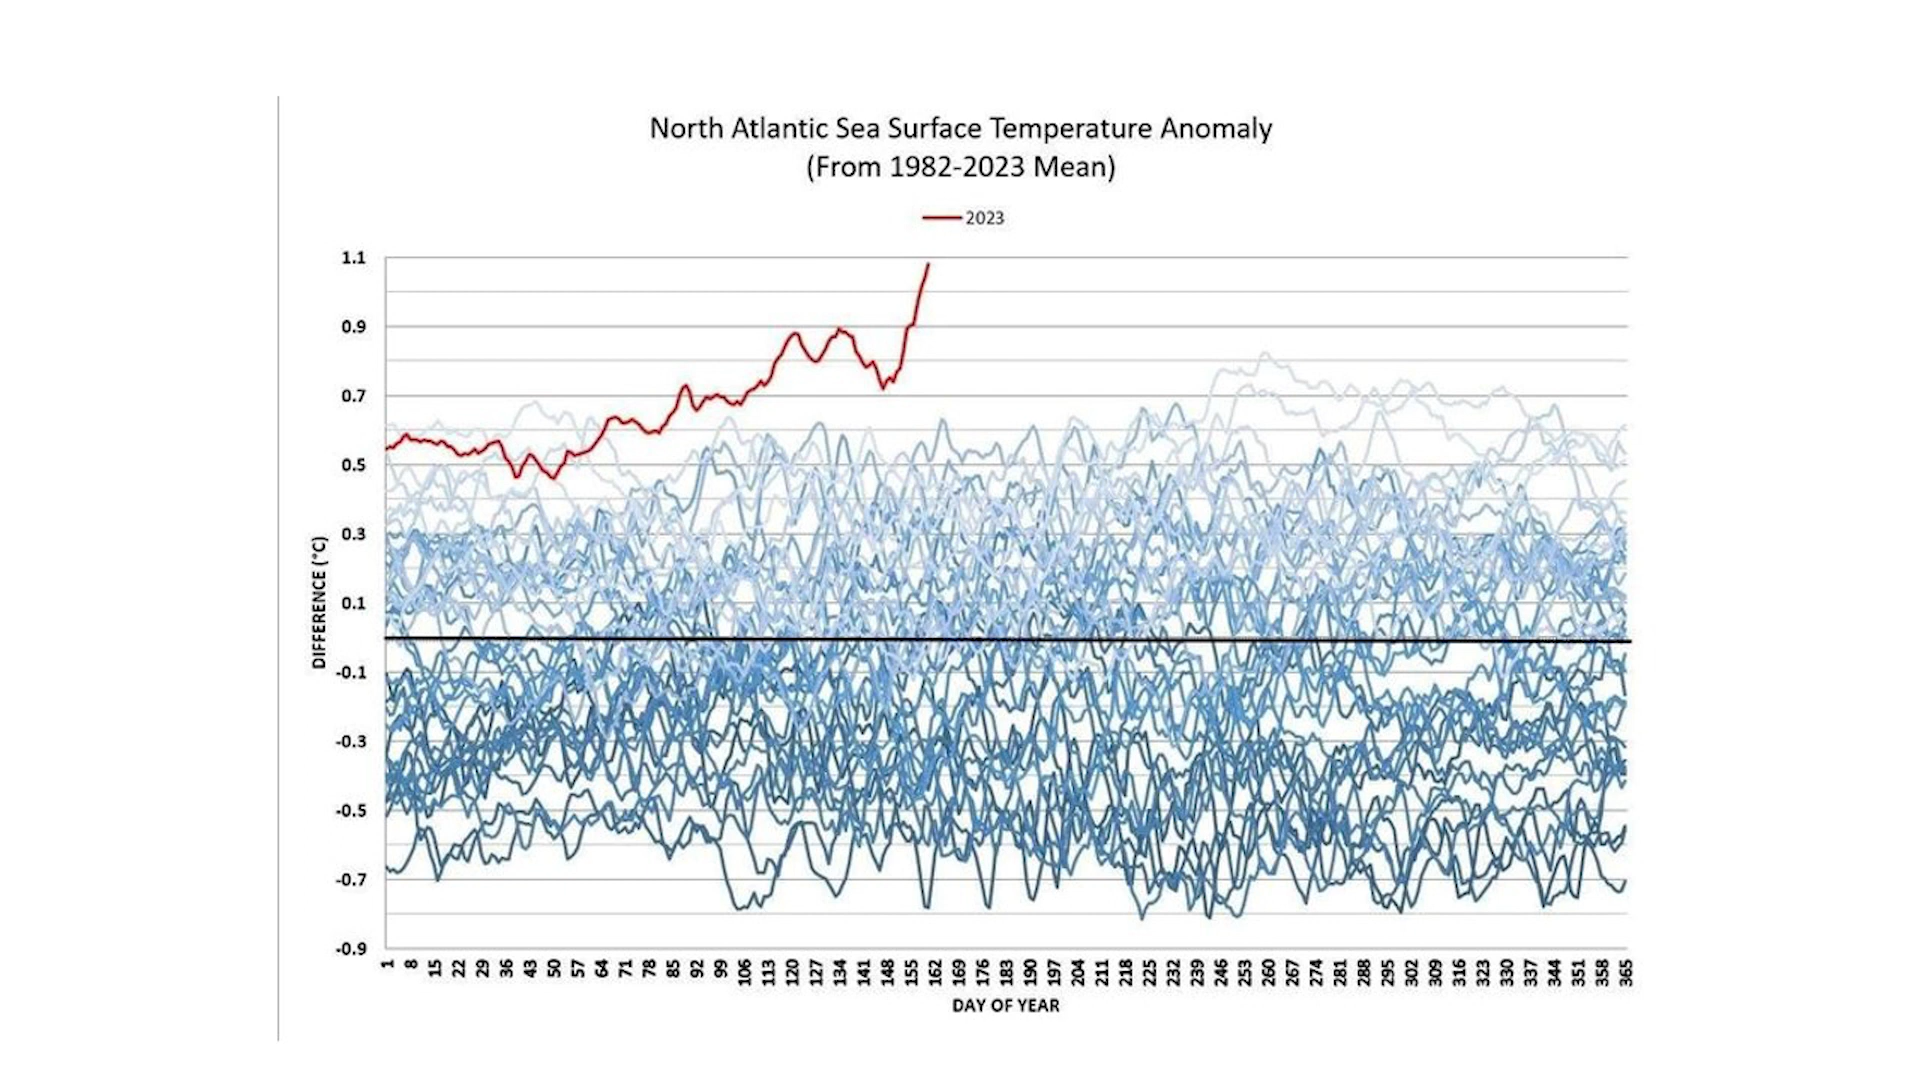 North Atlantic Sea Surface Temperature Anomaly
(From 1982-2023 Mean)
2023
1.1
0.9
0.7
0.5
0.3
0.1
-0.1
-0.3
-0.5
-0.7
-0.9
DIFFERENCE (°C)
1 8 15 22 29 36 43 50 57 64 71 78 85 92 99 106 113 120 127 134 141 148 155 162 169 176 183 190 197 204 211 218 225 232 239 246 253 260 267 274 281 288 295 302 309 316 323 330 337 344 351 358 365
DAY OF YEAR